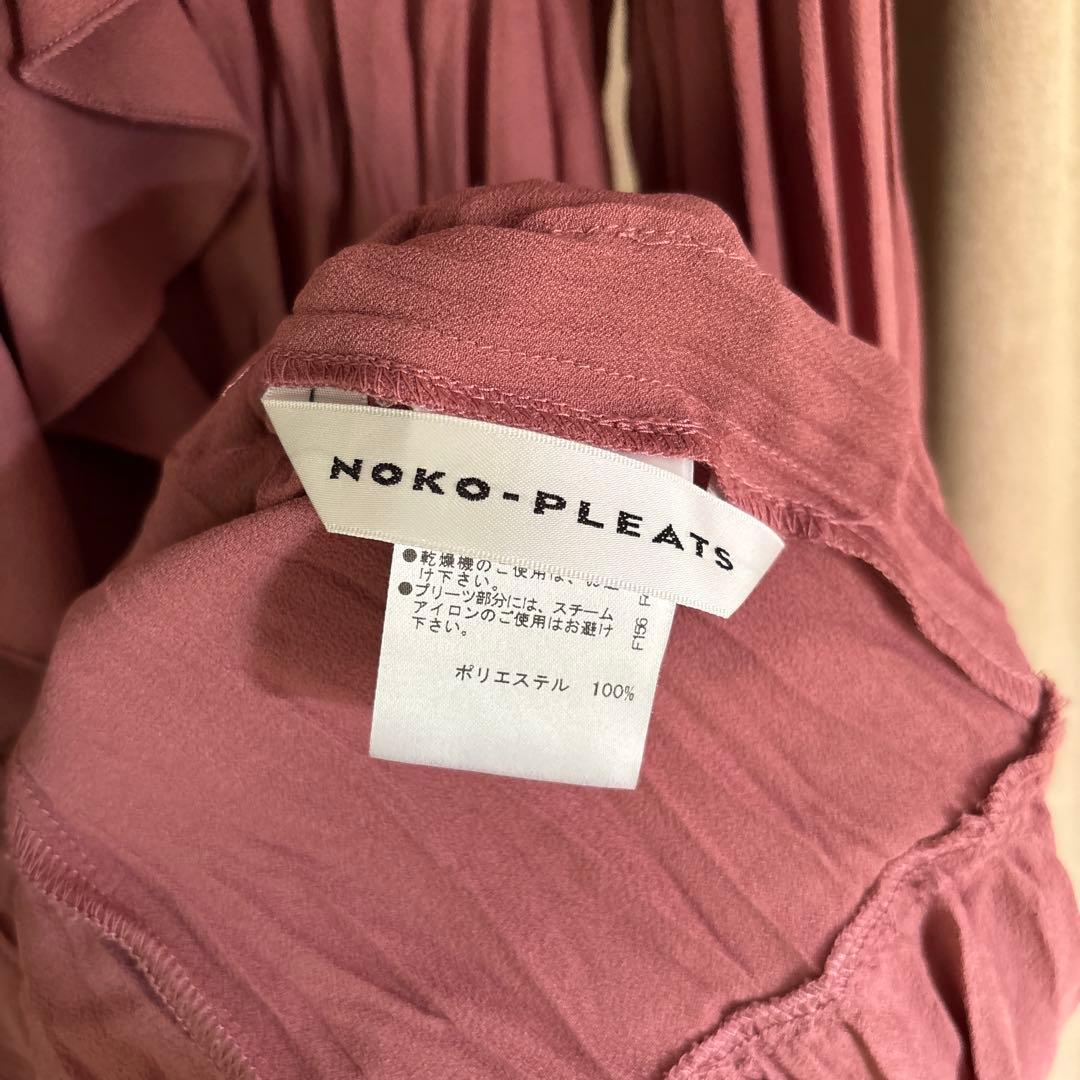 NOKO-PLEATS
●乾燥機のご使用は、お避
け下さい。
●プリーツ部分には、スチーム
アイロンのご使用はお避け
下さい。
F156
ポリエステル 100%